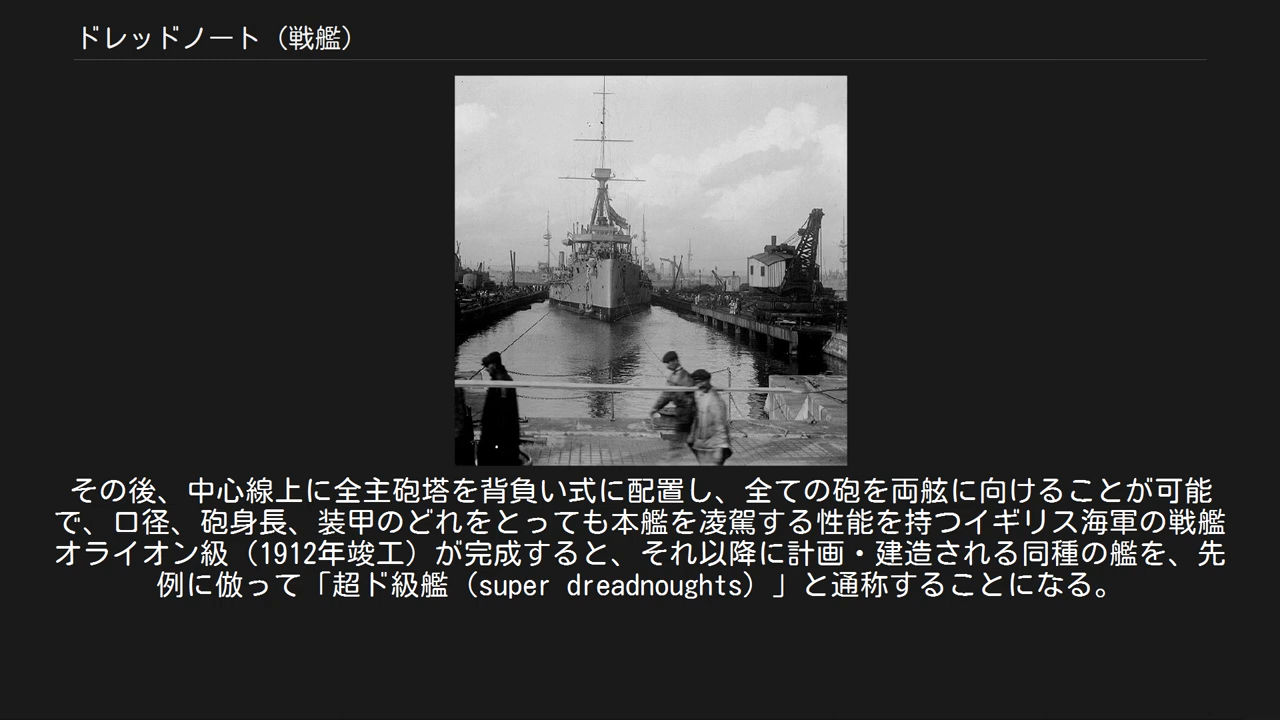 ドレッドノート（戦艦）
その後、中心線上に全主砲塔を背負い式に配置し、全ての砲を両舷に向けることが可能
で、口径、砲身長、装甲のどれをとっても本艦を凌駕する性能を持つイギリス海軍の戦艦
オライオン級（1912年竣工）が完成すると、それ以降に計画・建造される同種の艦を、先
例に倣って「超ド級艦（super dreadnoughts）」と通称することになる。